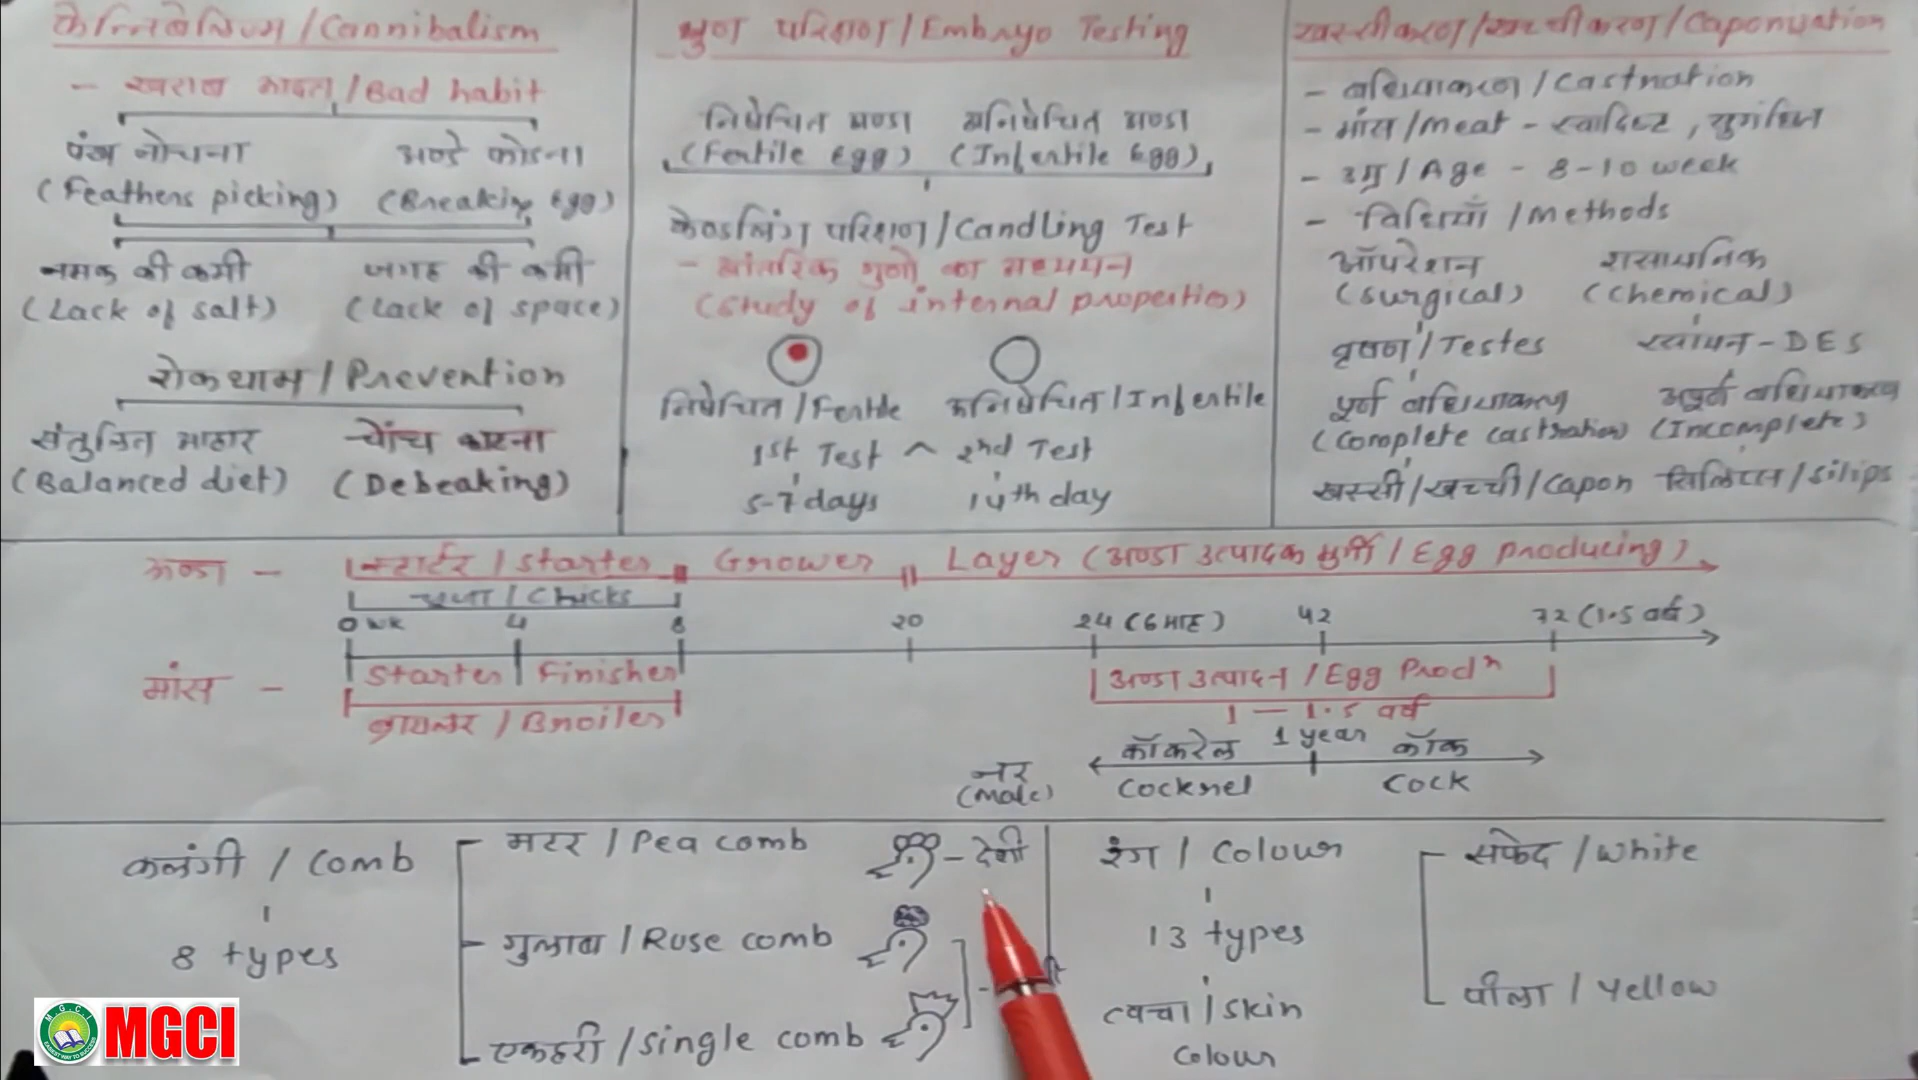 केन्निबेलिज्म/Cannibalism
- खराब आदत/Bad habit
पंख नोचना अण्डे फोडना
(Feathers picking) (Breaking Egg)
नमक की कमी जगह की कमी
(Lack of salt) (Lack of space)
रोकथाम/Prevention
संतुलित आहार चोंच काटना
(Balanced diet) (Debeaking)
भ्रुण परिक्षण/Embryo Testing
निषेचित अण्डा अनिषेचित अण्डा
(Fertile Egg) (Infertile Egg)
केण्डलिंग परिक्षण/Candling Test
- आंतरिक गुणो का अध्ययन
(Study of internal properties)
निषेचित/Fertile अनिषेचित/Infertile
1st Test 2nd Test
5-7 days 14th day
खस्सीकरण/खच्चीकरण/Caponyation
- बधियाकरण/Castration
- मांस/Meat - स्वादिष्ट, सुगंधित
- उम्र/Age - 8-10 week
- विधियाँ/Methods
ऑपरेशन रासायनिक
(Surgical) (Chemical)
वृषण/Testes रसायन-DES
पूर्ण बधियाकरण अपूर्ण बधियाकरण
(Complete castration) (Incomplete)
खस्सी/खच्ची/Capon सिलिप्स/Silips
अण्डा - स्टार्टर/Starter Grower Layer (अण्डा उत्पादक मुर्गी/Egg producing)
चूजा/Chicks
0 wk 4 8 20 24 (6 माह) 42 72 (1.5 वर्ष)
मांस - Starter Finisher अण्डा उत्पादन/Egg Prodn
ब्रायलर/Broiler 1 - 1.5 वर्ष
नर कॉकरेल 1 year कॉक
(Male) Cockrel Cock
कलंगी/Comb
8 types
मटर/Pea comb - देशी
गुलाब/Rose comb
एकहरी/Single comb
रंग/Colour
13 types
त्वचा/Skin
Colour
सफेद/White
पीला/Yellow
M.G.C.I
EASIEST WAY TO SUCCESS
MGCI